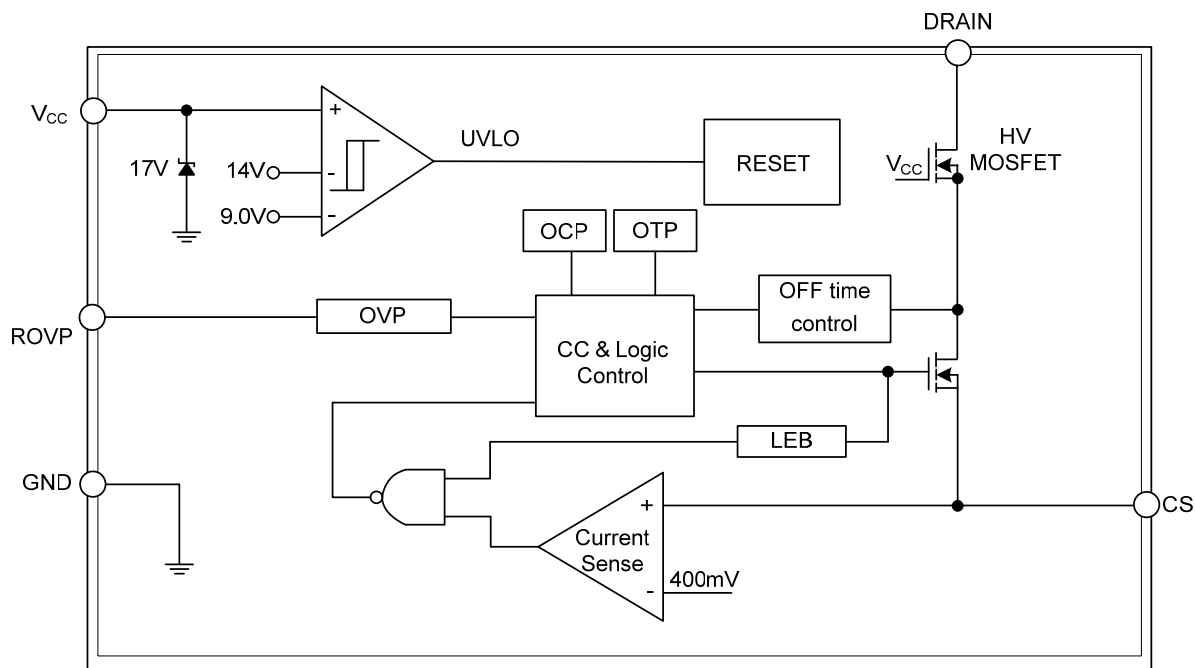 DRAIN
VCC
+
UVLO
17V
14V
-
9.0V
-
RESET
HV
MOSFET
VCC
OCP
OTP
OFF time
control
OVP
ROVP
CC & Logic
Control
LEB
GND
+
Current
Sense
-
400mV
CS